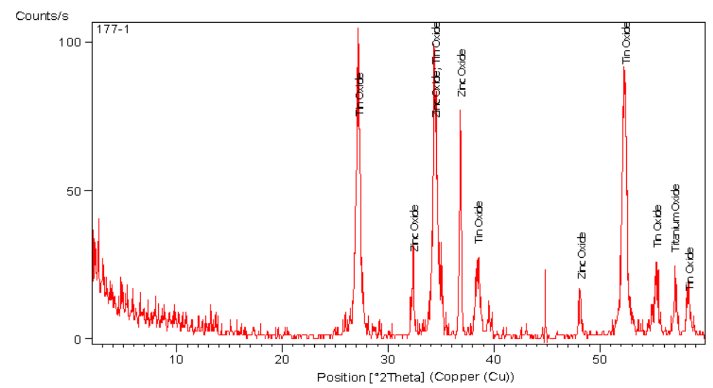 Counts/s
177-1
100
50
0
Tin Oxide
Zinc Oxide
Zinc Oxide; Tin Oxide
Zinc Oxide
Tin Oxide
Zinc Oxide
Tin Oxide
Tin Oxide
Titanium Oxide
Tin Oxide
10 20 30 40 50
Position [°2Theta] (Copper (Cu))